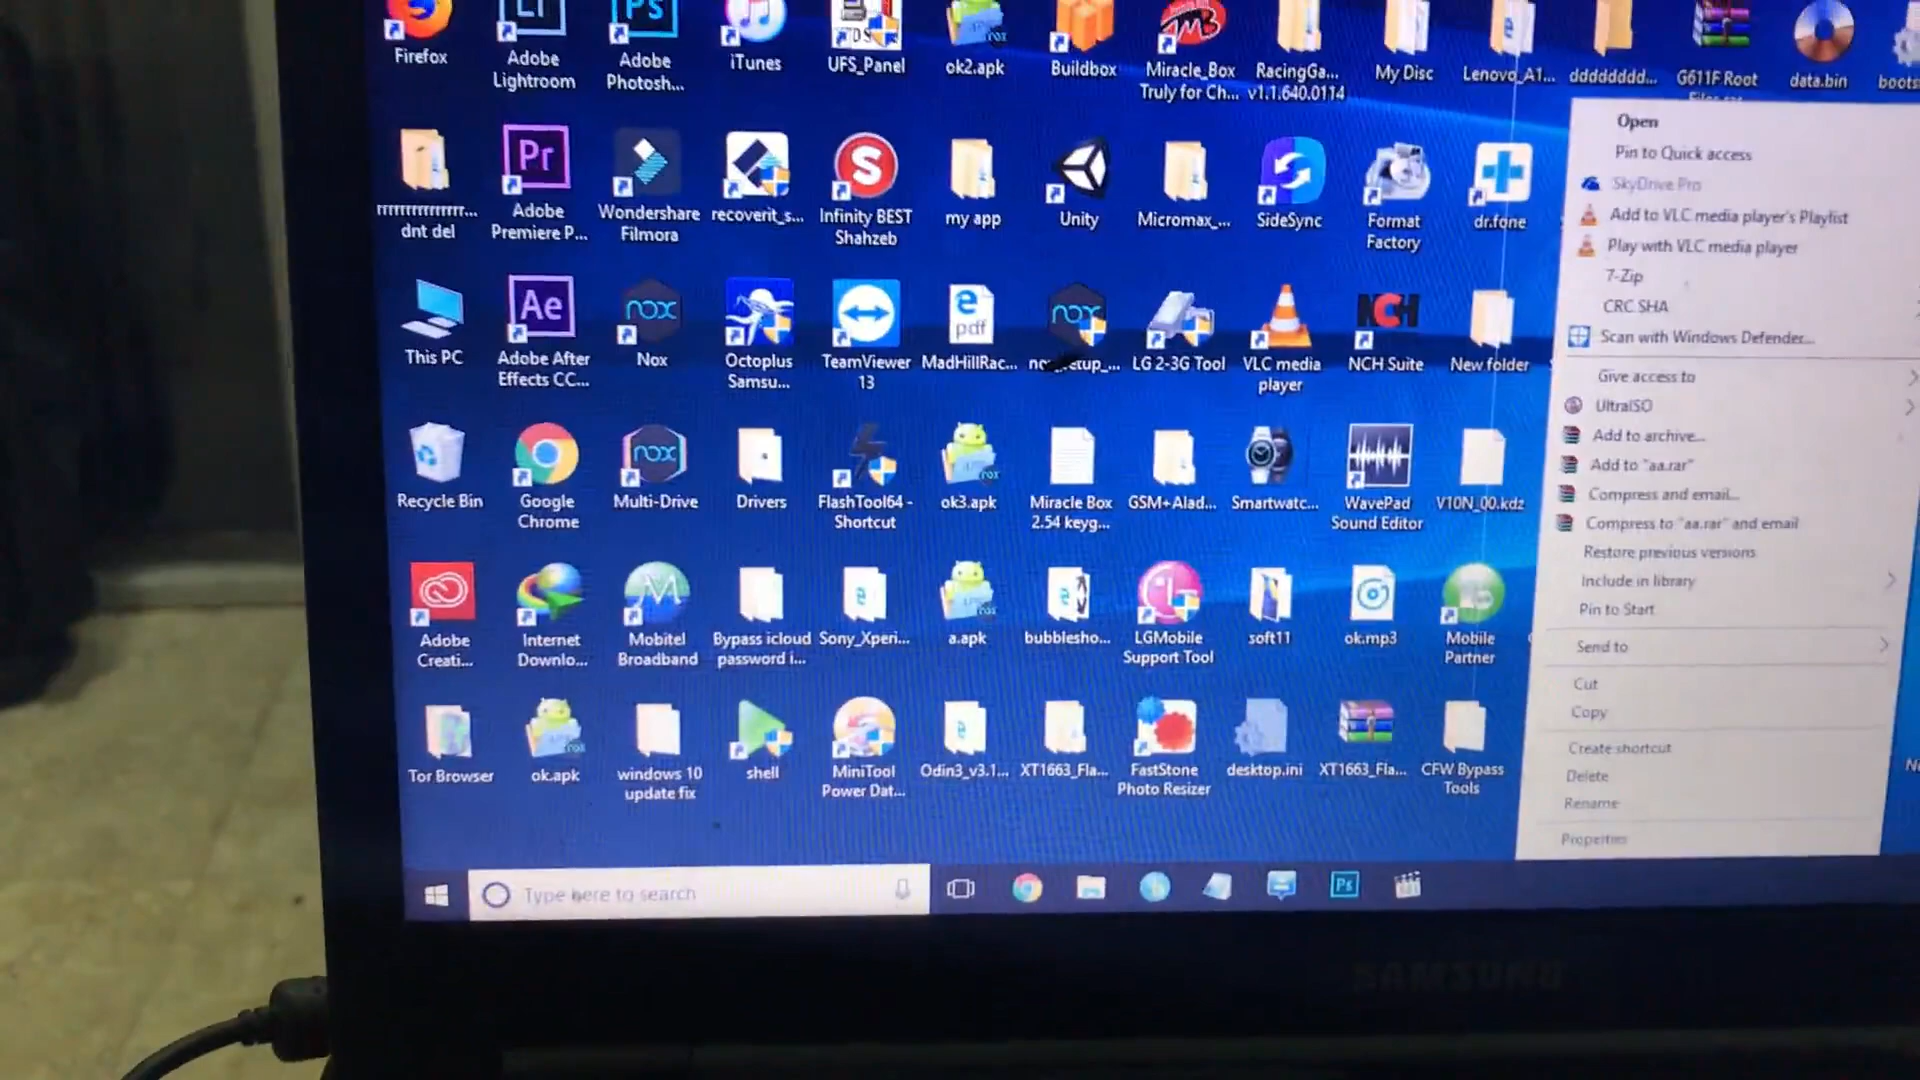 Firefox
Adobe Lightroom
Adobe Photosh...
iTunes
UFS_Panel
ok2.apk
Buildbox
Miracle_Box Truly for Ch...
RacingGa... v1.1.640.0114
My Disc
Lenovo_A1...
dddddddd...
G611F Root
data.bin
dnt del
Adobe Premiere P...
Wondershare Filmora
recoverit_s...
Infinity BEST Shahzeb
my app
Unity
Micromax_...
SideSync
Format Factory
dr.fone
This PC
Adobe After Effects CC...
Nox
Octoplus Samsu...
TeamViewer 13
pdf
MadHillRac...
LG 2-3G Tool
VLC media player
NCH Suite
New folder
Recycle Bin
Google Chrome
Multi-Drive
Drivers
FlashTool64 - Shortcut
ok3.apk
Miracle Box 2.54 keyg...
GSM+Alad...
Smartwatc...
WavePad Sound Editor
V10N_00.kdz
Adobe Creati...
Internet Downlo...
Mobitel Broadband
Bypass icloud password i...
Sony_Xperi...
a.apk
bubblesho...
LGMobile Support Tool
soft11
ok.mp3
Mobile Partner
Tor Browser
ok.apk
windows 10 update fix
shell
MiniTool Power Dat...
Odin3_v3.1...
XT1663_Fla...
FastStone Photo Resizer
desktop.ini
XT1663_Fla...
CFW Bypass Tools
Open
Pin to Quick access
SkyDrive Pro
Add to VLC media player's Playlist
Play with VLC media player
7-Zip
CRC SHA
Scan with Windows Defender...
Give access to
UltraISO
Add to archive...
Add to "aa.rar"
Compress and email...
Compress to "aa.rar" and email
Restore previous versions
Include in library
Pin to Start
Send to
Cut
Copy
Create shortcut
Delete
Rename
Properties
Type here to search
Ps
SAMSUNG